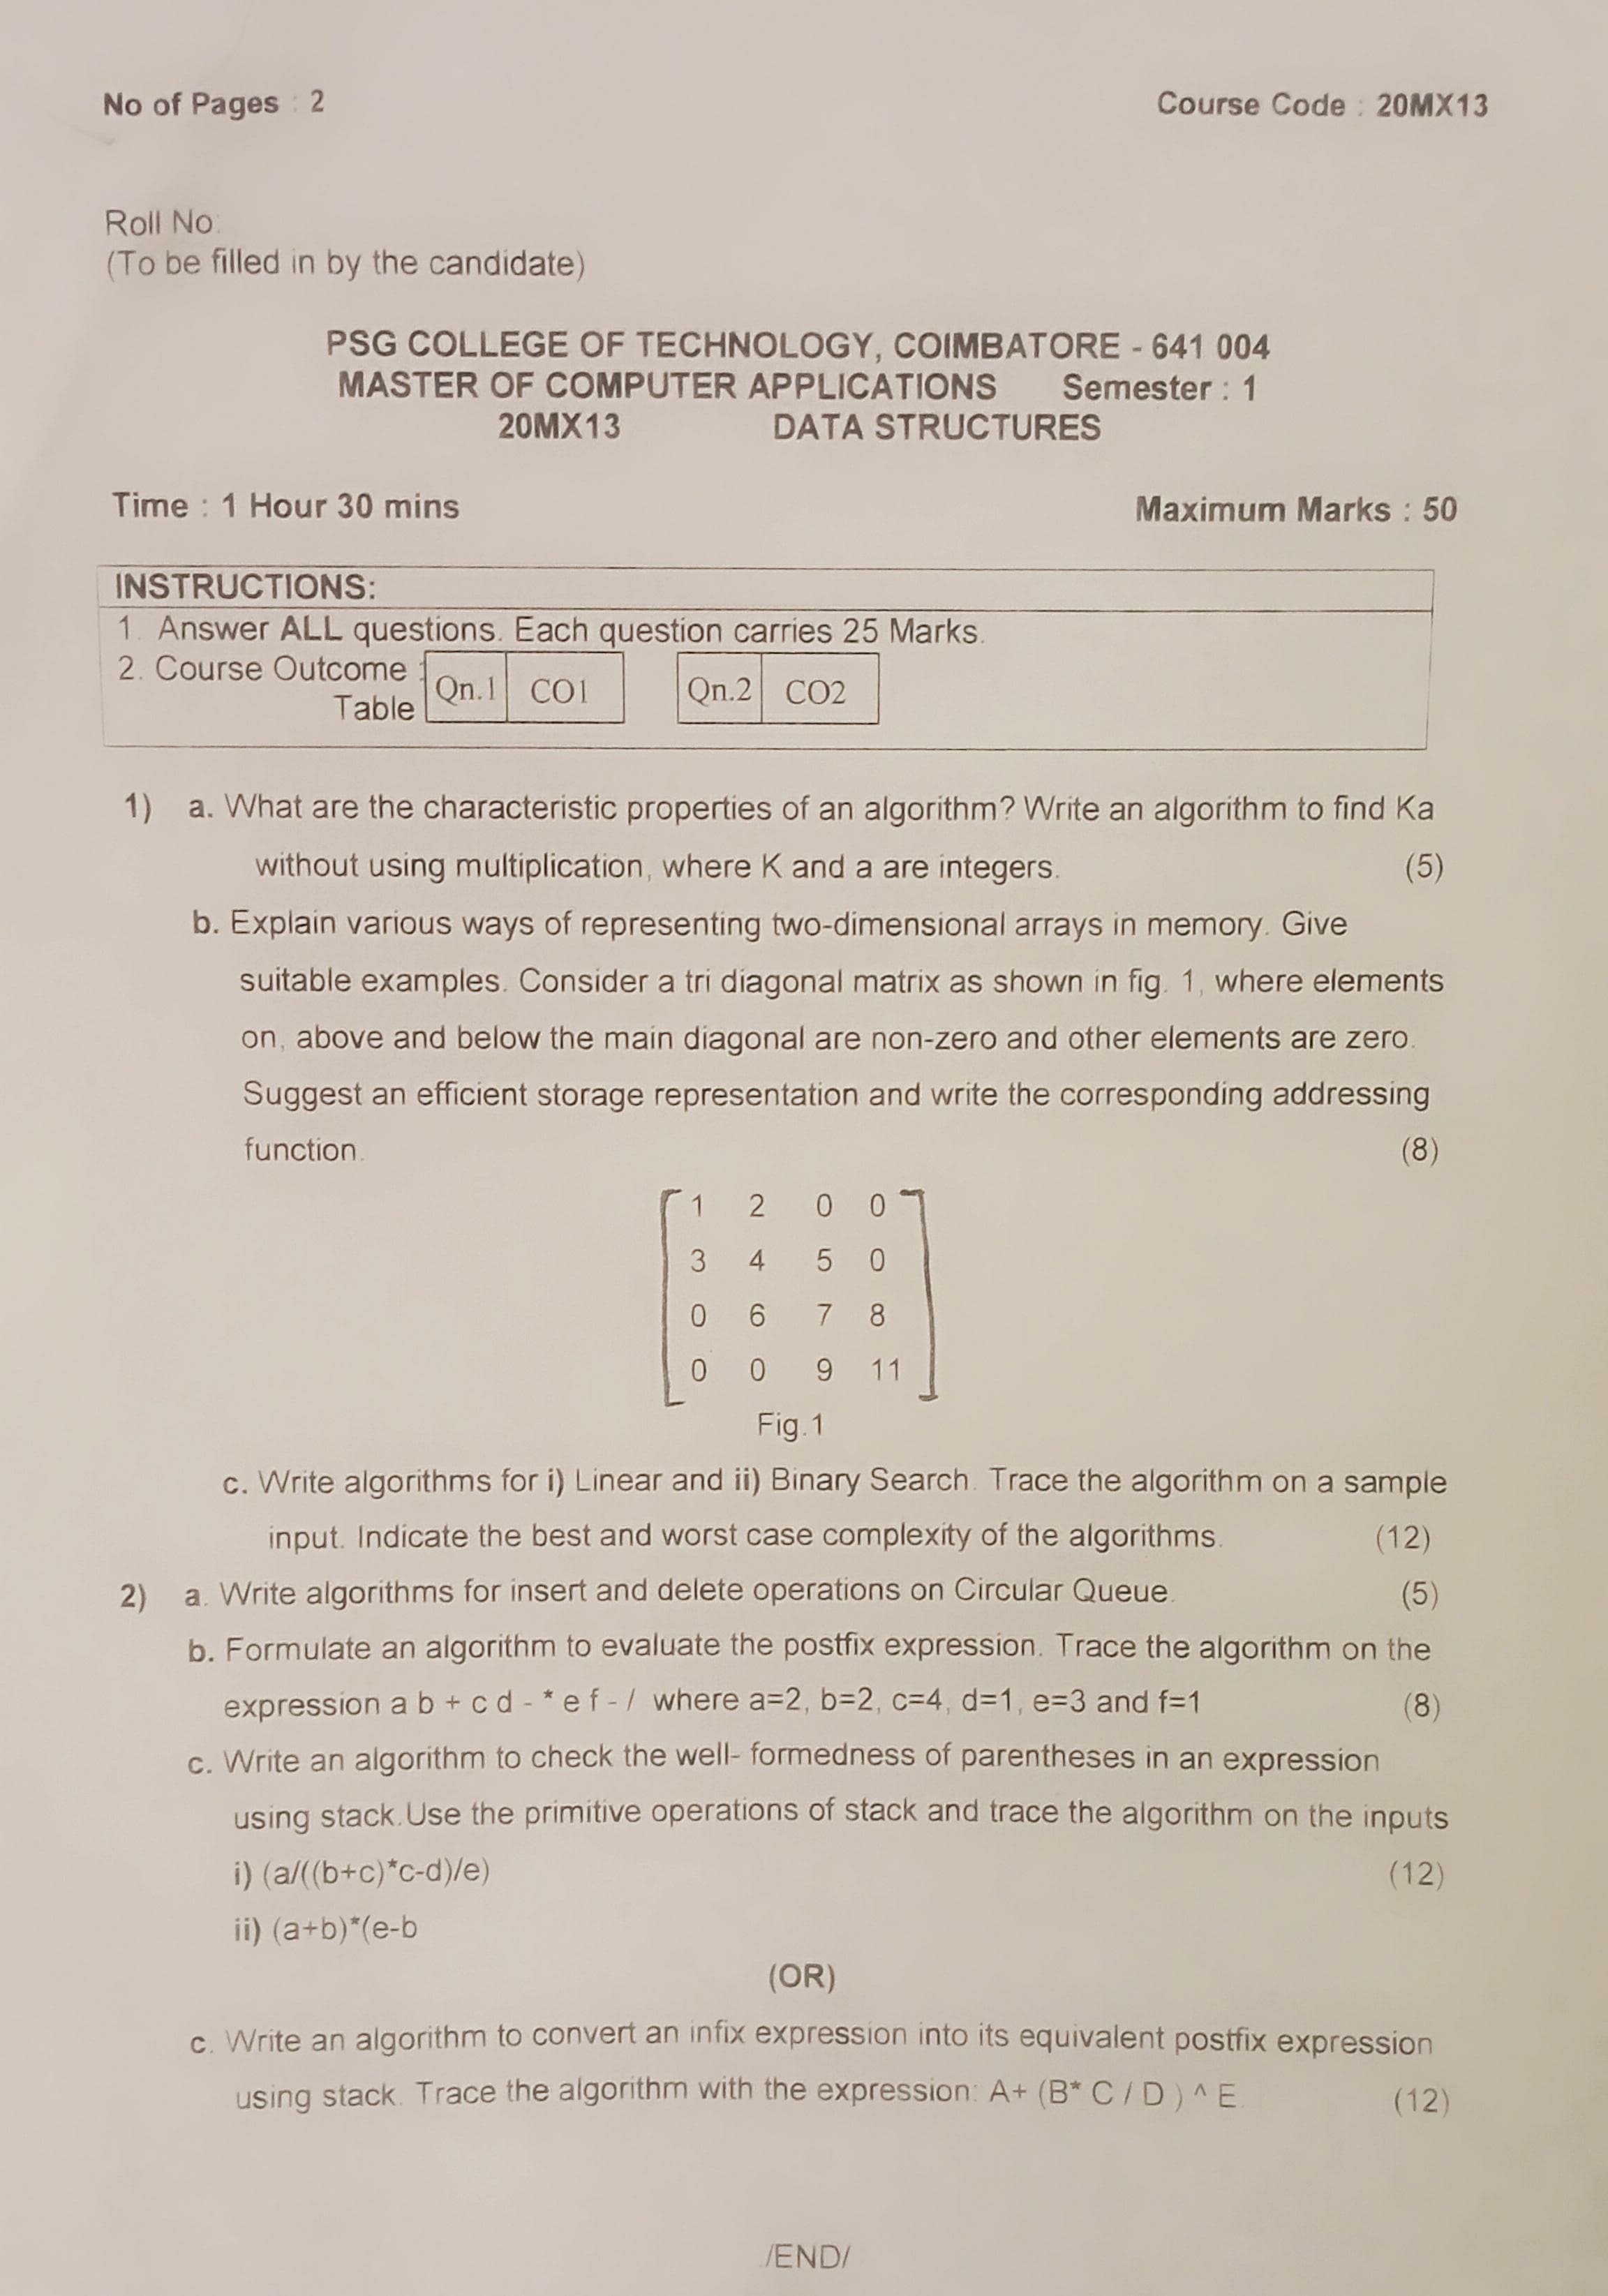 No of Pages : 2 Course Code : 20MX13
Roll No:
(To be filled in by the candidate)
PSG COLLEGE OF TECHNOLOGY, COIMBATORE - 641 004
MASTER OF COMPUTER APPLICATIONS Semester : 1
20MX13 DATA STRUCTURES
Time : 1 Hour 30 mins Maximum Marks : 50
INSTRUCTIONS:
1. Answer ALL questions. Each question carries 25 Marks.
2. Course Outcome :
Table Qn.1 CO1 Qn.2 CO2
1) a. What are the characteristic properties of an algorithm? Write an algorithm to find Ka
without using multiplication, where K and a are integers. (5)
b. Explain various ways of representing two-dimensional arrays in memory. Give
suitable examples. Consider a tri diagonal matrix as shown in fig. 1, where elements
on, above and below the main diagonal are non-zero and other elements are zero.
Suggest an efficient storage representation and write the corresponding addressing
function. (8)
1 2 0 0
3 4 5 0
0 6 7 8
0 0 9 11
Fig.1
c. Write algorithms for i) Linear and ii) Binary Search. Trace the algorithm on a sample
input. Indicate the best and worst case complexity of the algorithms. (12)
2) a. Write algorithms for insert and delete operations on Circular Queue. (5)
b. Formulate an algorithm to evaluate the postfix expression. Trace the algorithm on the
expression a b + c d - * e f - / where a=2, b=2, c=4, d=1, e=3 and f=1 (8)
c. Write an algorithm to check the well- formedness of parentheses in an expression
using stack.Use the primitive operations of stack and trace the algorithm on the inputs
i) (a/((b+c)*c-d)/e) (12)
ii) (a+b)*(e-b
(OR)
c. Write an algorithm to convert an infix expression into its equivalent postfix expression
using stack. Trace the algorithm with the expression: A+ (B* C / D ) ^ E. (12)
/END/